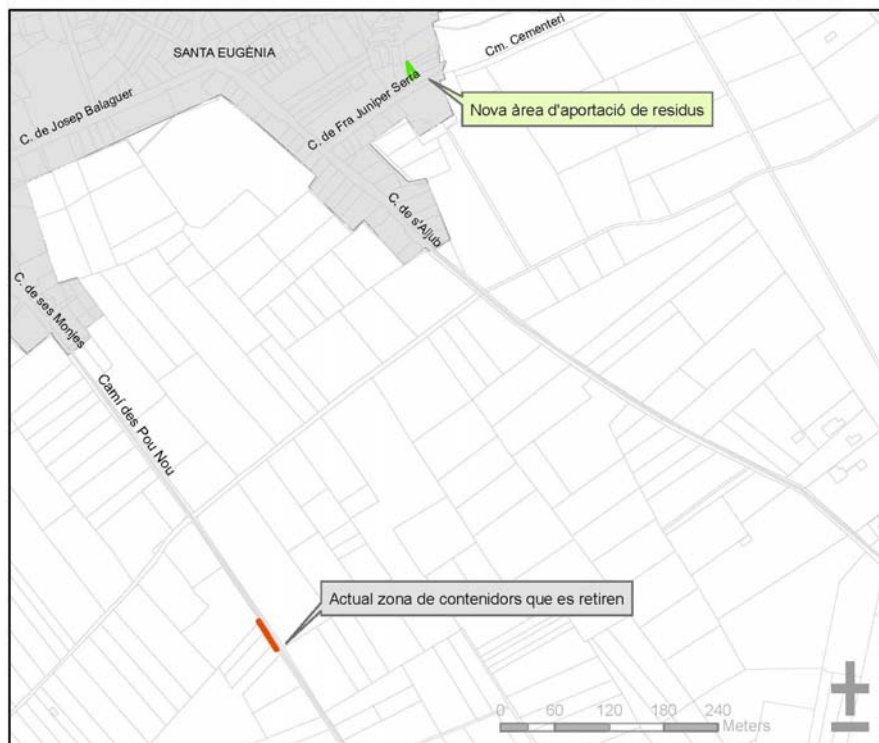 SANTA EUGÈNIA
Cm. Cementeri
C. de Josep Balaguer
C. de Fra Juniper Serra
Nova àrea d'aportació de residus
C. de s'Aljub
C. de ses Monjes
Camí des Pou Nou
Actual zona de contenidors que es retiren
0 60 120 180 240
Meters